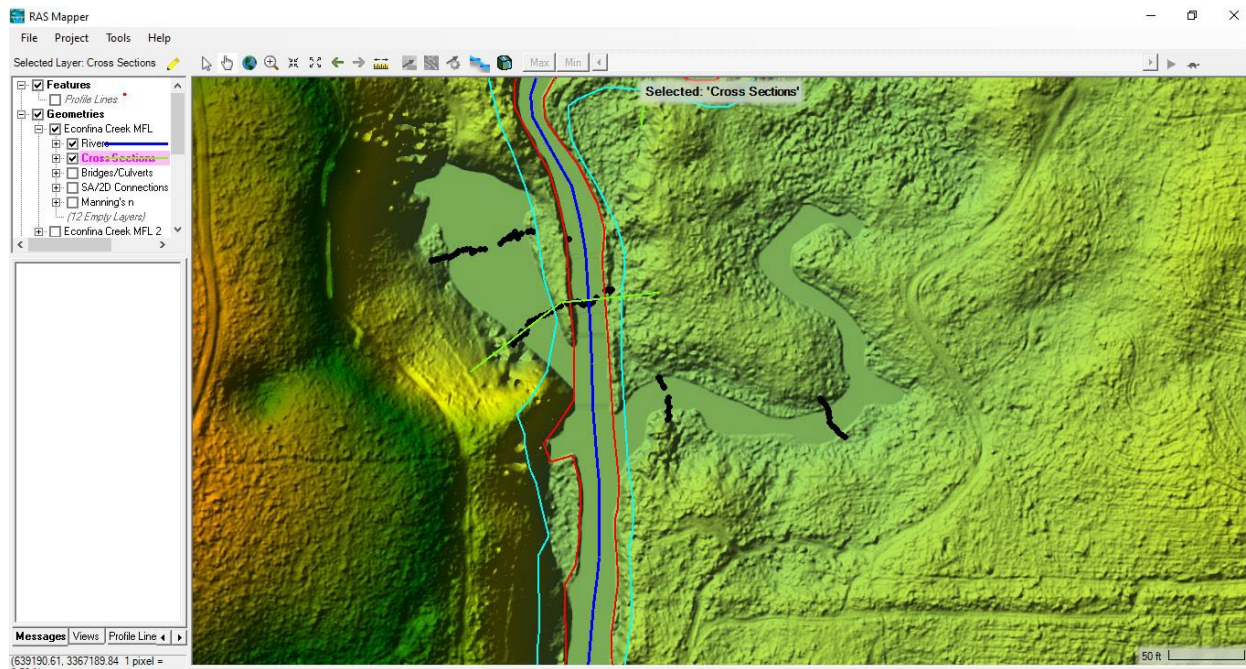 RAS Mapper
File Project Tools Help
Selected Layer: Cross Sections
Max Min
Features
Profile Lines
Geometries
Econfina Creek MFL
Rivers
Cross Sections
Bridges/Culverts
SA/2D Connections
Manning's n
(12 Empty Layers)
Econfina Creek MFL 2
Selected: 'Cross Sections'
Messages Views Profile Line
(639190.61, 3367189.84 1 pixel =
50 ft